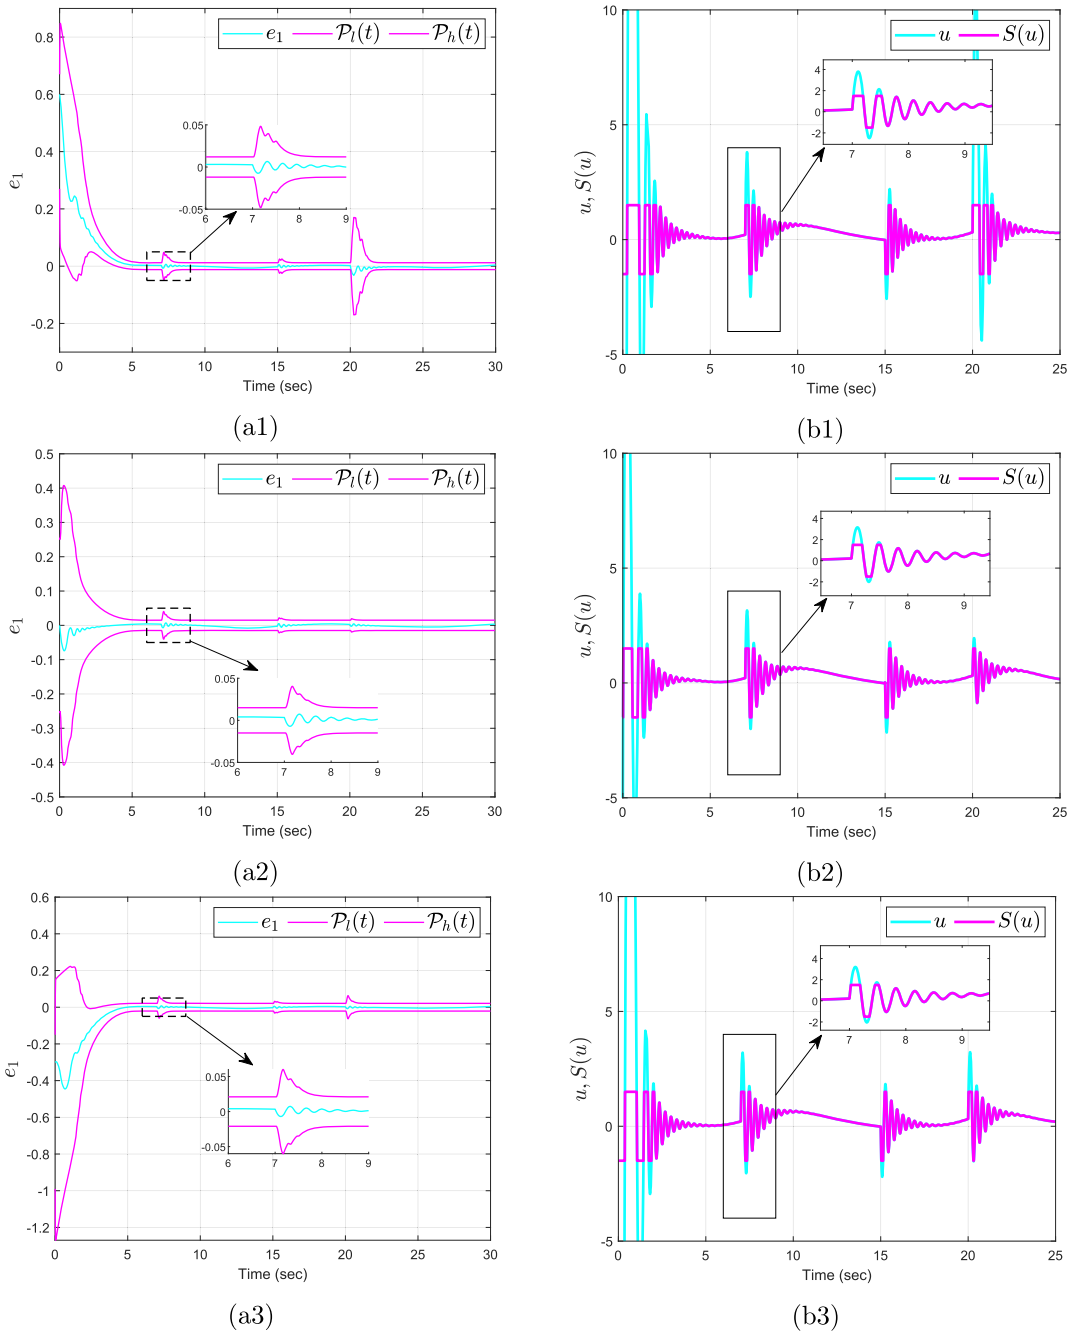 e₁ 𝒫ₗ(t) 𝒫ₕ(t)
0.8
0.6
0.4
0.2
0
-0.2
e₁
0.05
0
-0.05
6 7 8 9
0 5 10 15 20 25 30
Time (sec)
(a1)
u S(u)
10
5
0
-5
u, S(u)
4
2
0
-2
7 8 9
0 5 10 15 20 25
Time (sec)
(b1)
e₁ 𝒫ₗ(t) 𝒫ₕ(t)
0.5
0.4
0.3
0.2
0.1
0
-0.1
-0.2
-0.3
-0.4
-0.5
e₁
0.05
0
-0.05
6 7 8 9
0 5 10 15 20 25 30
Time (sec)
(a2)
u S(u)
10
5
0
-5
u, S(u)
4
2
0
-2
7 8 9
0 5 10 15 20 25
Time (sec)
(b2)
e₁ 𝒫ₗ(t) 𝒫ₕ(t)
0.6
0.4
0.2
0
-0.2
-0.4
-0.6
-0.8
-1
-1.2
e₁
0.05
0
-0.05
6 7 8 9
0 5 10 15 20 25 30
Time (sec)
(a3)
u S(u)
10
5
0
-5
u, S(u)
4
2
0
-2
7 8 9
0 5 10 15 20 25
Time (sec)
(b3)